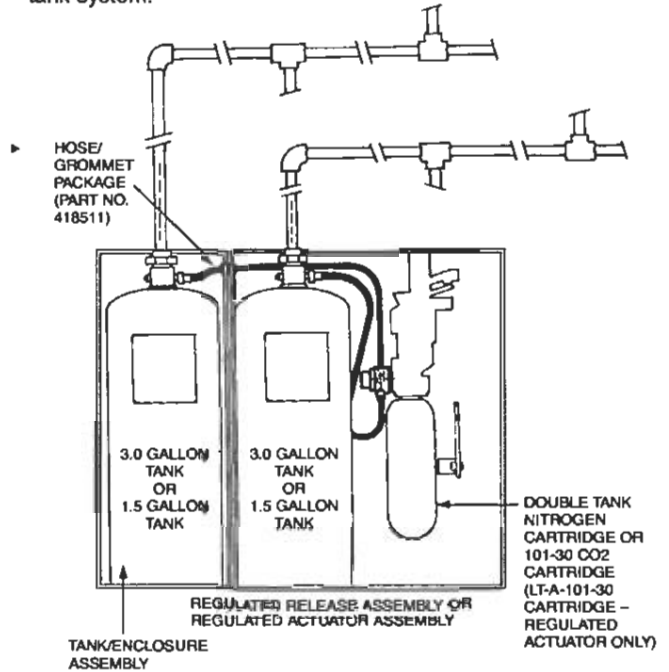 tank system.
HOSE/
GROMMET
PACKAGE
(PART NO.
418511)
3.0 GALLON
TANK
OR
1.5 GALLON
TANK
3.0 GALLON
TANK
OR
1.5 GALLON
TANK
DOUBLE TANK
NITROGEN
CARTRIDGE OR
101-30 CO2
CARTRIDGE
(LT-A-101-30
CARTRIDGE –
REGULATED
ACTUATOR ONLY)
REGULATED RELEASE ASSEMBLY OR
REGULATED ACTUATOR ASSEMBLY
TANK/ENCLOSURE
ASSEMBLY